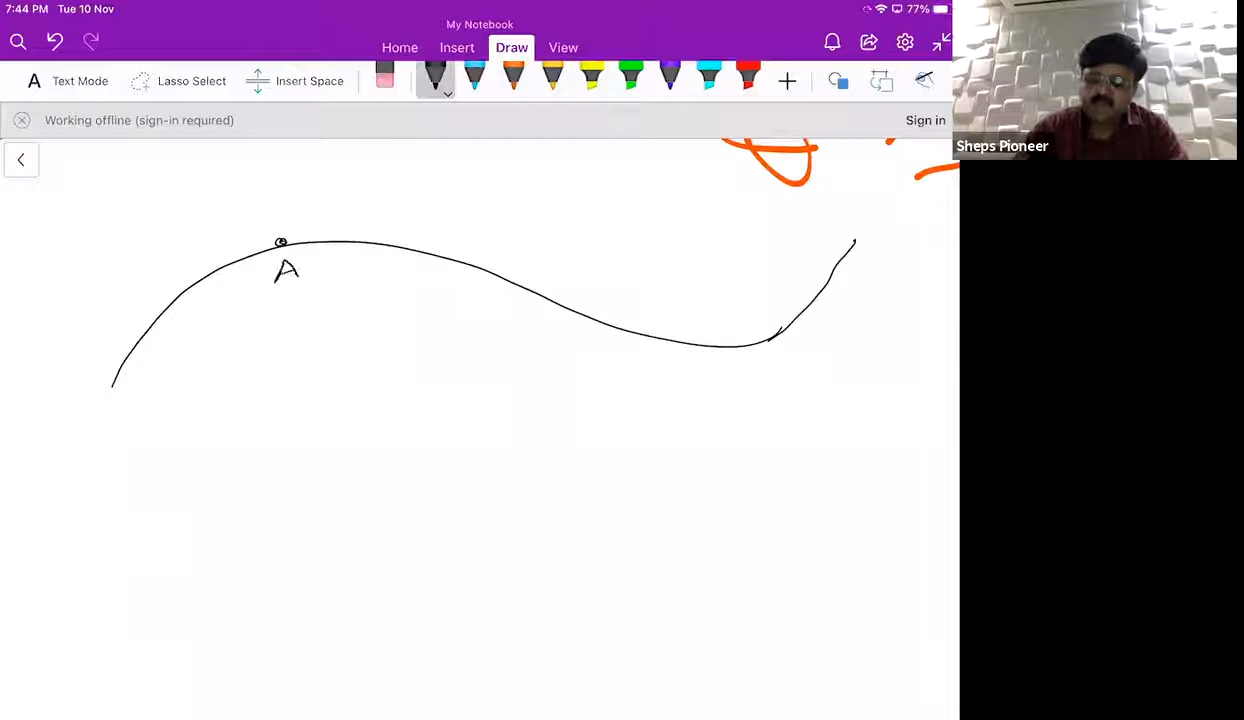 7:44 PM Tue 10 Nov
77%
My Notebook
Home Insert Draw View
A Text Mode Lasso Select Insert Space
Working offline (sign-in required) Sign in
Sheps Pioneer
A